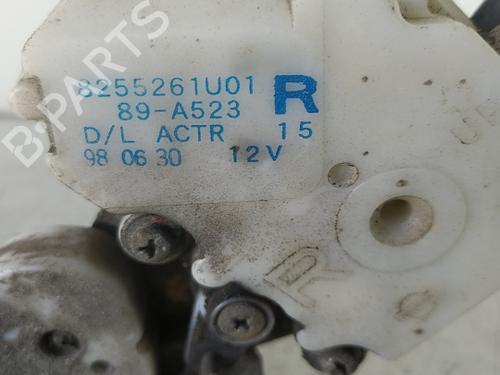 8255261U01 R
89-A523
D/L ACTR 15
98 06 30 12V
B-PARTS
R